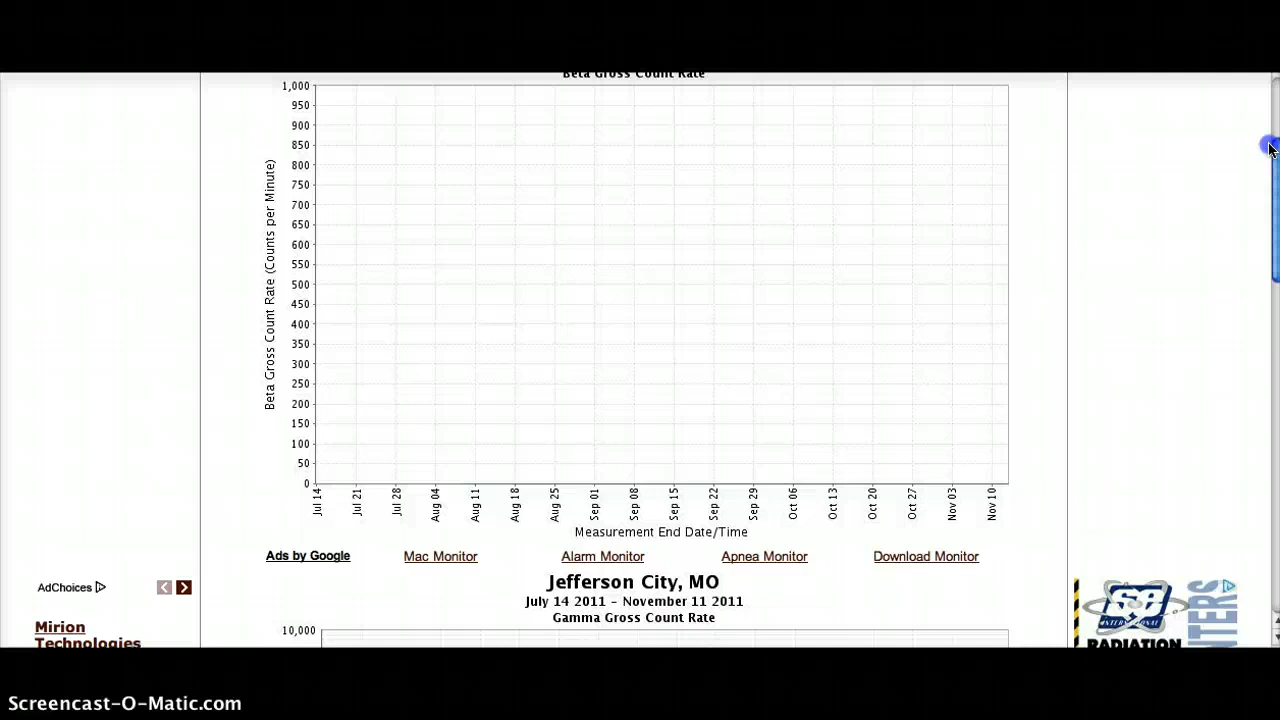 Beta Gross Count Rate
1,000
950
900
850
800
750
700
650
600
550
500
450
400
350
300
250
200
150
100
50
0
Beta Gross Count Rate (Counts per Minute)
Jul 14
Jul 21
Jul 28
Aug 04
Aug 11
Aug 18
Aug 25
Sep 01
Sep 08
Sep 15
Sep 22
Sep 29
Oct 06
Oct 13
Oct 20
Oct 27
Nov 03
Nov 10
Measurement End Date/Time
Ads by Google Mac Monitor Alarm Monitor Apnea Monitor Download Monitor
Jefferson City, MO
July 14 2011 - November 11 2011
Gamma Gross Count Rate
10,000
AdChoices
Mirion
Technologies
se
INTERNATIONAL
RADIATION
Screencast-O-Matic.com